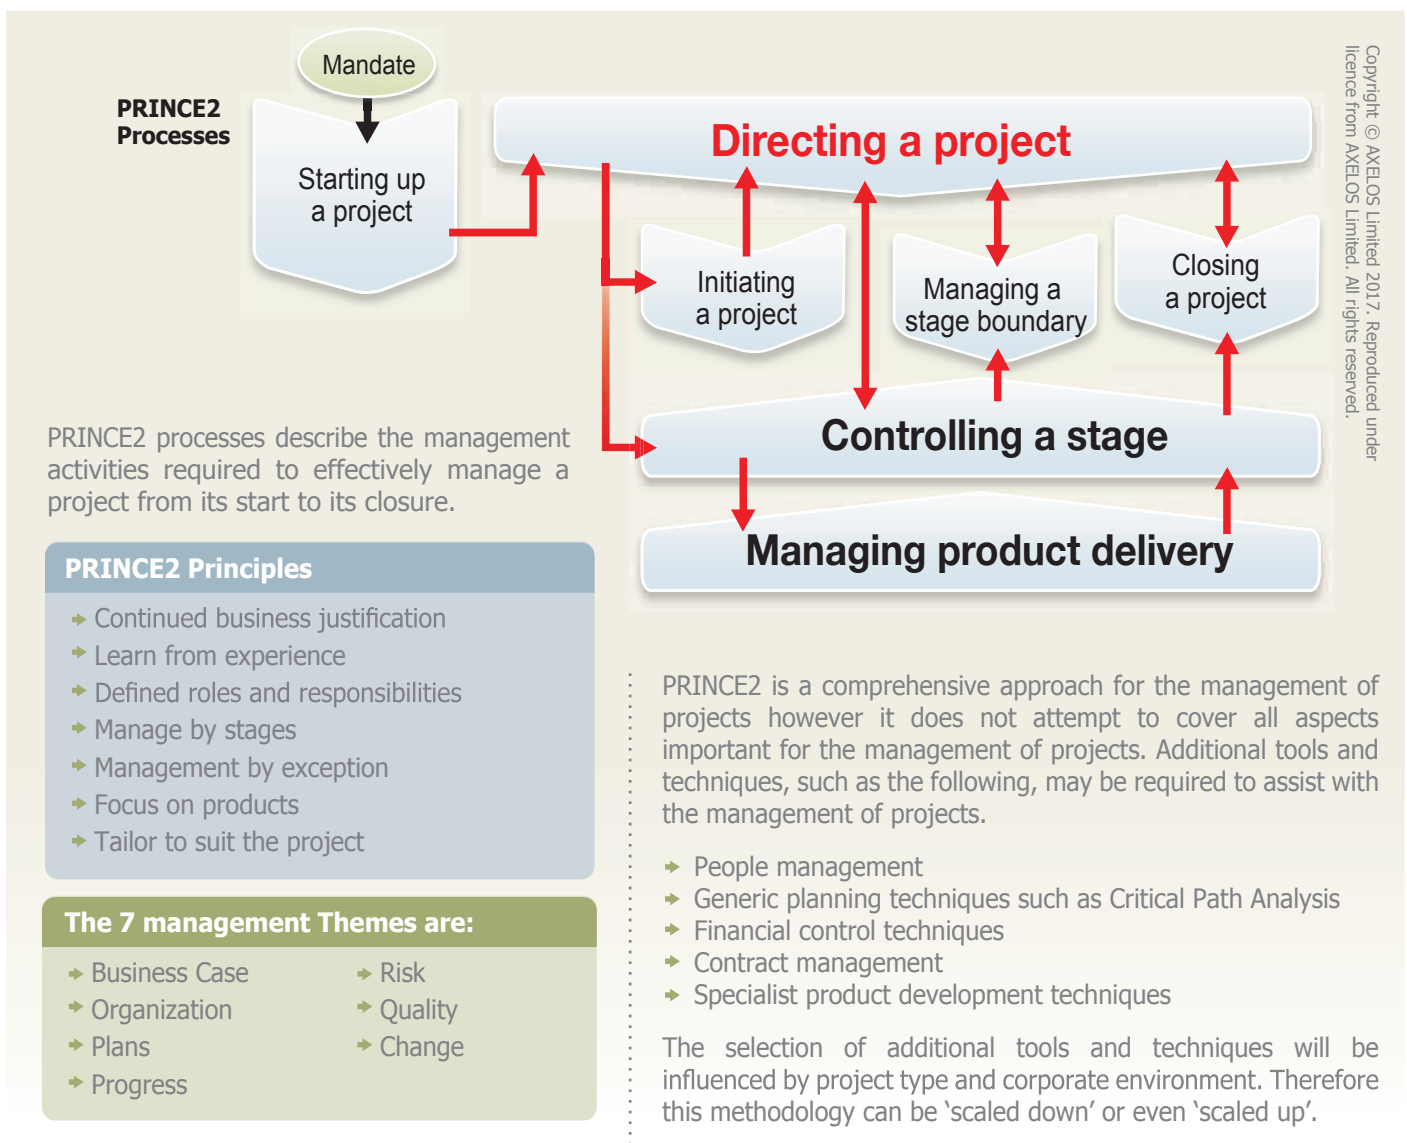 Mandate
PRINCE2
Processes
Starting up
a project
Directing a project
Initiating
a project
Managing a
stage boundary
Closing
a project
Controlling a stage
Managing product delivery
Copyright © AXELOS Limited 2017. Reproduced under
licence from AXELOS Limited. All rights reserved.
PRINCE2 processes describe the management
activities required to effectively manage a
project from its start to its closure.
PRINCE2 Principles
Continued business justification
Learn from experience
Defined roles and responsibilities
Manage by stages
Management by exception
Focus on products
Tailor to suit the project
The 7 management Themes are:
Business Case
Organization
Plans
Progress
Risk
Quality
Change
PRINCE2 is a comprehensive approach for the management of
projects however it does not attempt to cover all aspects
important for the management of projects. Additional tools and
techniques, such as the following, may be required to assist with
the management of projects.
People management
Generic planning techniques such as Critical Path Analysis
Financial control techniques
Contract management
Specialist product development techniques
The selection of additional tools and techniques will be
influenced by project type and corporate environment. Therefore
this methodology can be ‘scaled down’ or even ‘scaled up’.